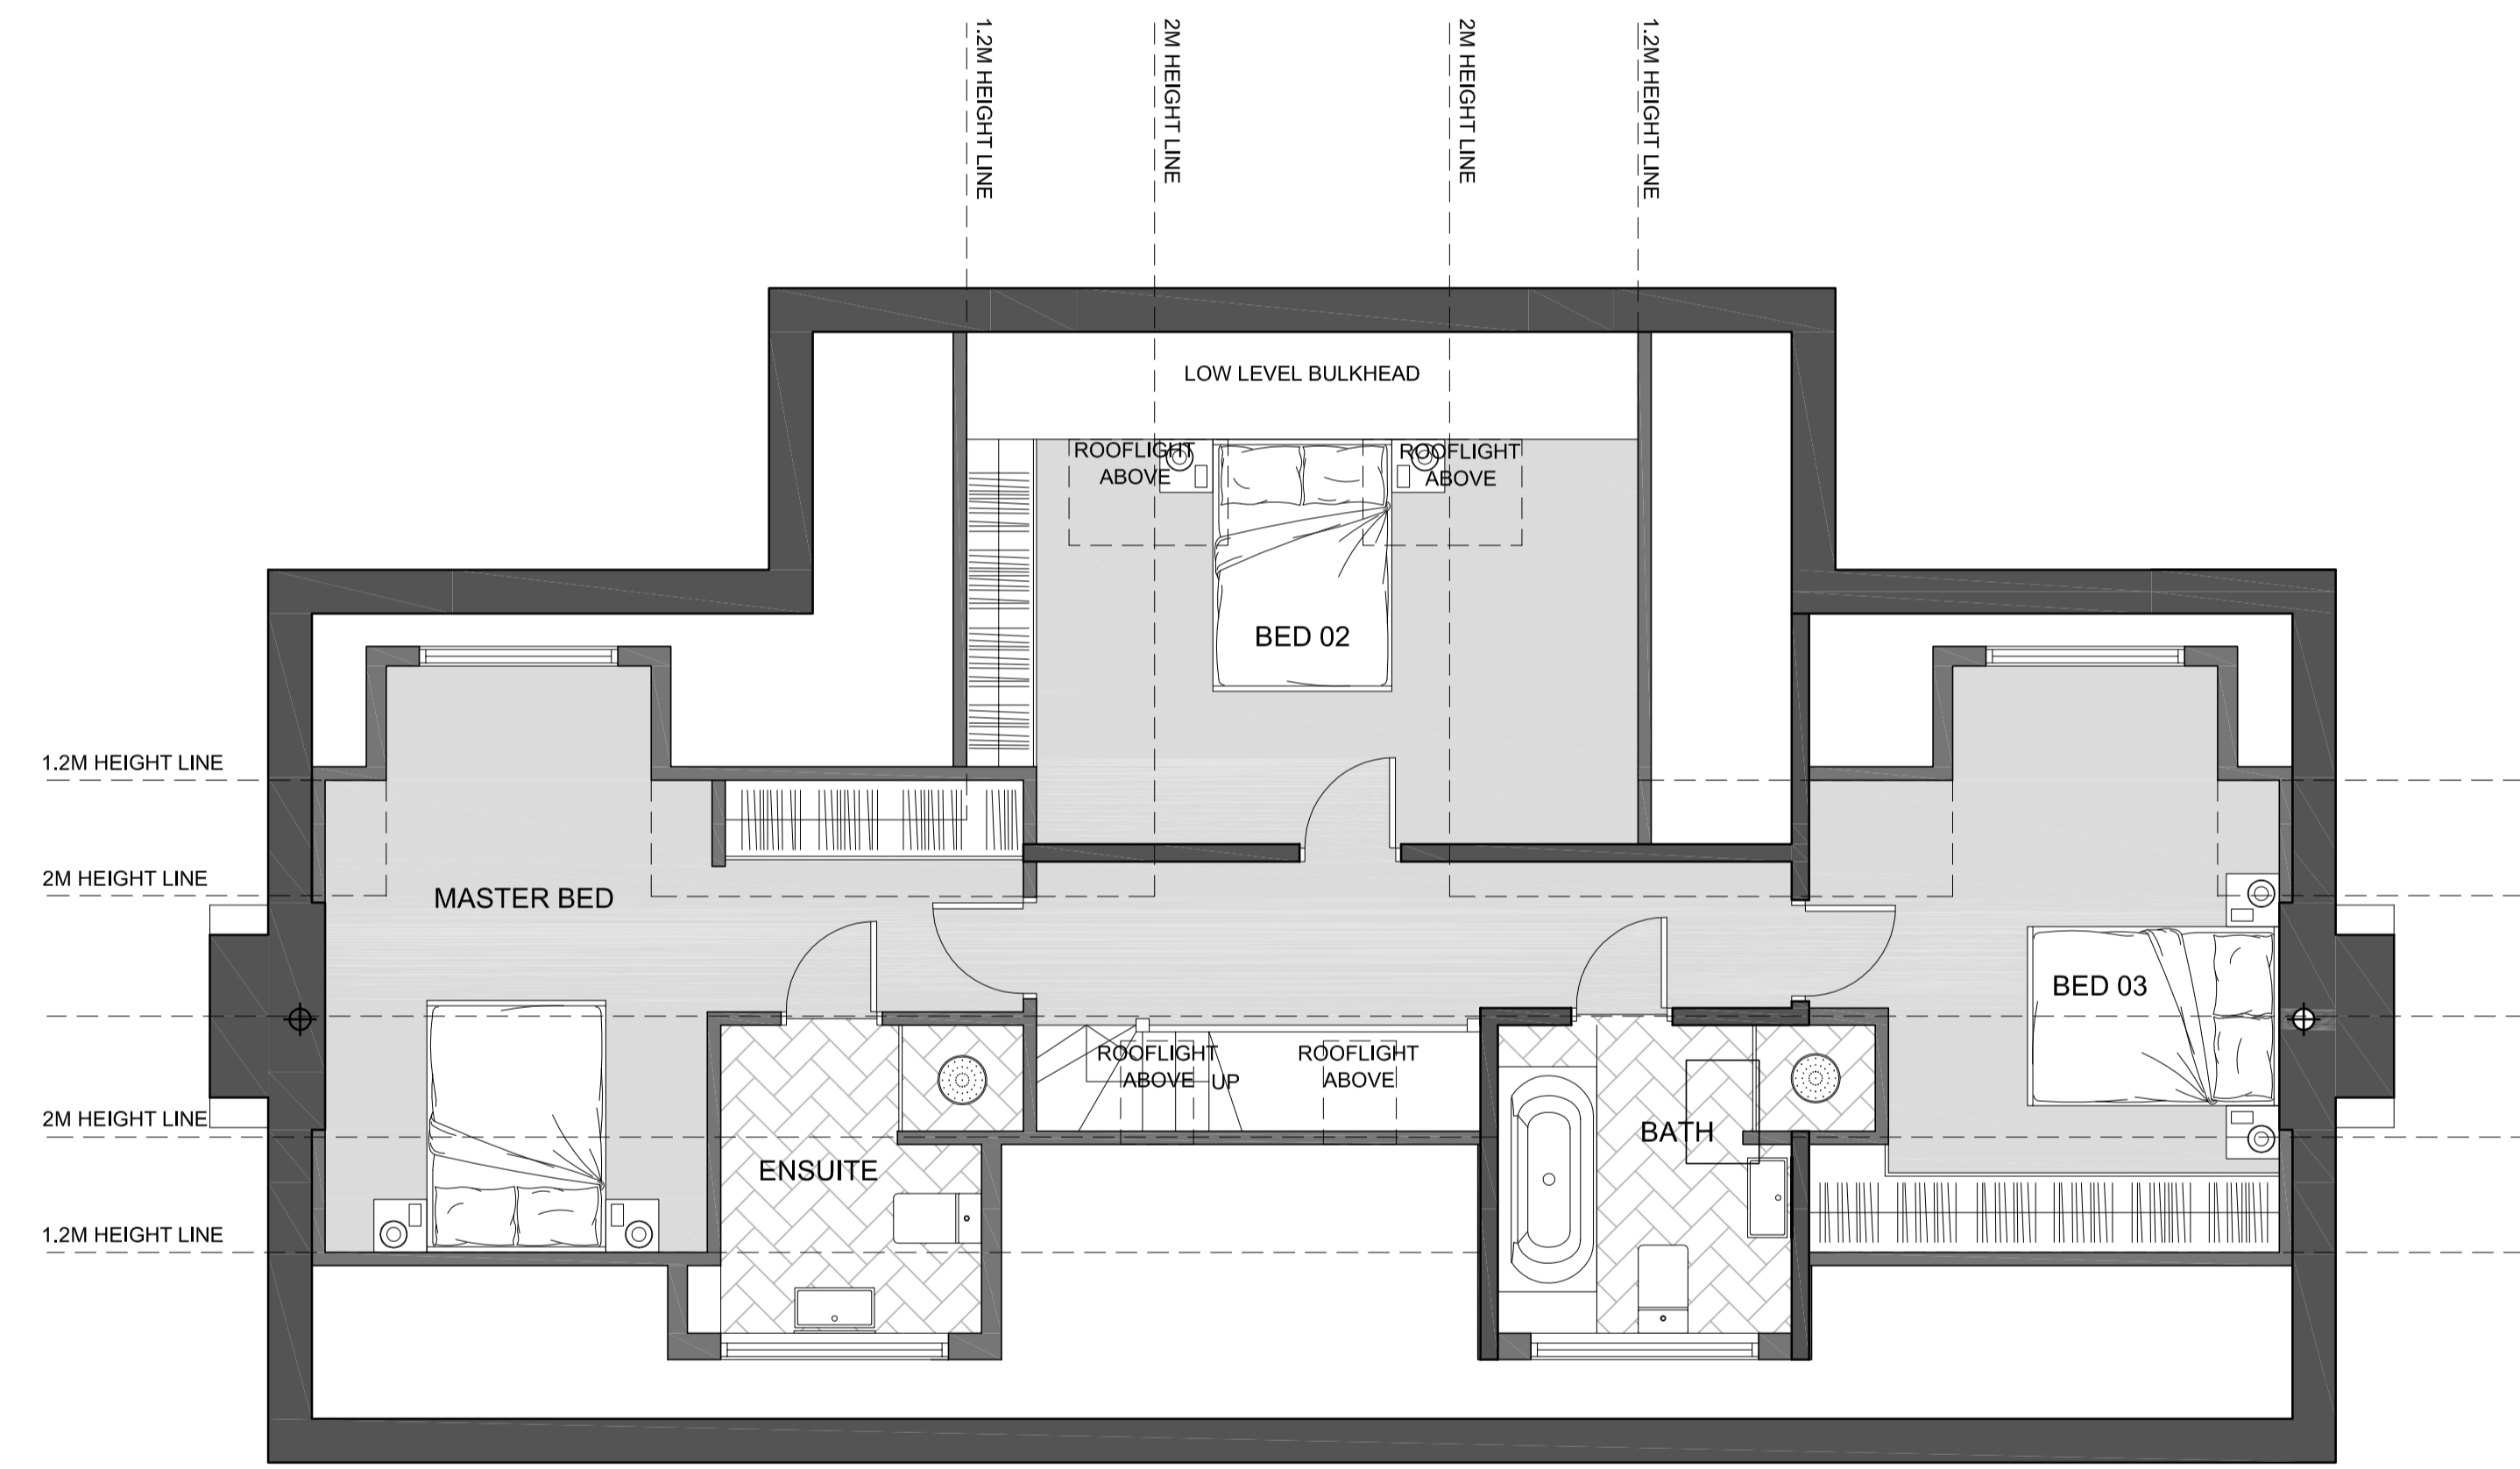 1.2M HEIGHT LINE
2M HEIGHT LINE
2M HEIGHT LINE
1.2M HEIGHT LINE
LOW LEVEL BULKHEAD
ROOFLIGHT
ABOVE
ROOFLIGHT
ABOVE
BED 02
1.2M HEIGHT LINE
2M HEIGHT LINE
MASTER BED
BED 03
ROOFLIGHT
ABOVE
UP
ROOFLIGHT
ABOVE
2M HEIGHT LINE
BATH
ENSUITE
1.2M HEIGHT LINE